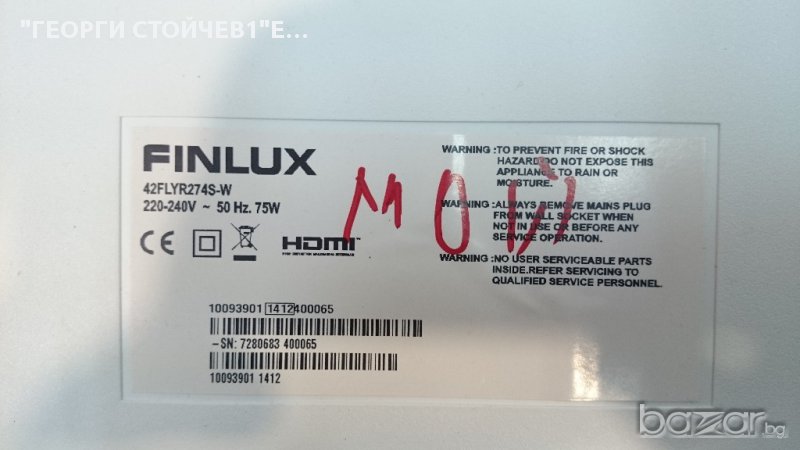 "ГЕОРГИ СТОЙЧЕВ1"Е...
FINLUX
42FLYR274S-W
220-240V ~ 50 Hz. 75W
CE HDMI
WARNING :TO PREVENT FIRE OR SHOCK
HAZARD DO NOT EXPOSE THIS
APPLIANCE TO RAIN OR
MOISTURE.
WARNING :ALWAYS REMOVE MAINS PLUG
FROM WALL SOCKET WHEN
NOT IN USE OR BEFORE ANY
SERVICE OPERATION.
WARNING :NO USER SERVICEABLE PARTS
INSIDE.REFER SERVICING TO
QUALIFIED SERVICE PERSONNEL.
10093901 1412 400065
-SN: 7280683 400065
10093901 1412
bazar.bg